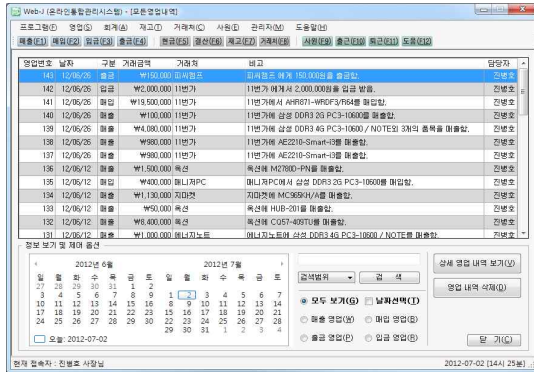 Web-J (온라인통합관리시스템) - [모든영업내역]
프로그램(F) 영업(S) 회계(A) 재고(T) 거래처(C) 사원(E) 관리자(M) 도움말(H)
매출(F1) 매입(F2) 입금(F3) 출금(F4) 현금(F5) 결산(F6) 재고(F7) 거래처(F8) 사원(F9) 출근(F10) 퇴근(F11) 도움(F12)
영업번호 날짜 구분 거래금액 거래처 비고 담당자
143 12/06/26 출금 ₩150,000 피씨점프 피씨점프 에게 150,000원을 출금함. 진병호
142 12/06/26 입금 ₩2,000,000 11번가 11번가 에게서 2,000,000원을 입금 받음. 진병호
141 12/06/26 매입 ₩19,500,000 11번가 11번가에서 AHR871-WRDF3/R64를 매입함. 진병호
140 12/06/26 매출 ₩100,000 11번가 11번가에 삼성 DDR3 2G PC3-10600를 매출함. 진병호
139 12/06/26 매출 ₩4,080,000 11번가 11번가에 삼성 DDR3 4G PC3-10600 / NOTE외 3개의 품목을 매출함. 진병호
138 12/06/26 매출 ₩980,000 11번가 11번가에 AE2210-Smart-i3를 매출함. 진병호
137 12/06/26 매출 ₩980,000 11번가 11번가에 AE2210-Smart-i3를 매출함. 진병호
136 12/06/12 매출 ₩1,500,000 옥션 옥션에 M2780D-PN를 매출함. 진병호
135 12/06/12 매입 ₩400,000 매니저PC 매니저PC에서 삼성 DDR3 2G PC3-10600를 매입함. 진병호
134 12/06/12 매출 ₩1,130,000 지마켓 지마켓에 MC965KH/A를 매출함. 진병호
133 12/06/12 매출 ₩50,000 옥션 옥션에 HUB-201를 매출함. 진병호
132 12/06/12 매출 ₩8,400,000 옥션 옥션에 CQ57-409TU를 매출함. 진병호
131 12/06/12 매출 ₩1,000,000 에너지노트 에너지노트에 삼성 DDR3 4G PC3-10600 / NOTE를 매출함. 진병호
정보 보기 및 제어 옵션
2012년 6월 2012년 7월
일 월 화 수 목 금 토 일 월 화 수 목 금 토
27 28 29 30 31 1 2
3 4 5 6 7 8 9 1 2 3 4 5 6 7
10 11 12 13 14 15 16 8 9 10 11 12 13 14
17 18 19 20 21 22 23 15 16 17 18 19 20 21
24 25 26 27 28 29 30 22 23 24 25 26 27 28
29 30 31 1 2 3 4
오늘: 2012-07-02
검색범위 검 색
모두 보기(G) 날짜선택(T)
매출 영업(W) 매입 영업(B)
출금 영업(P) 입금 영업(R)
상세 영업 내역 보기(V)
영업 내역 삭제(D)
닫 기(C)
현재 접속자 : 진병호 사장님 2012-07-02 [14시 25분]